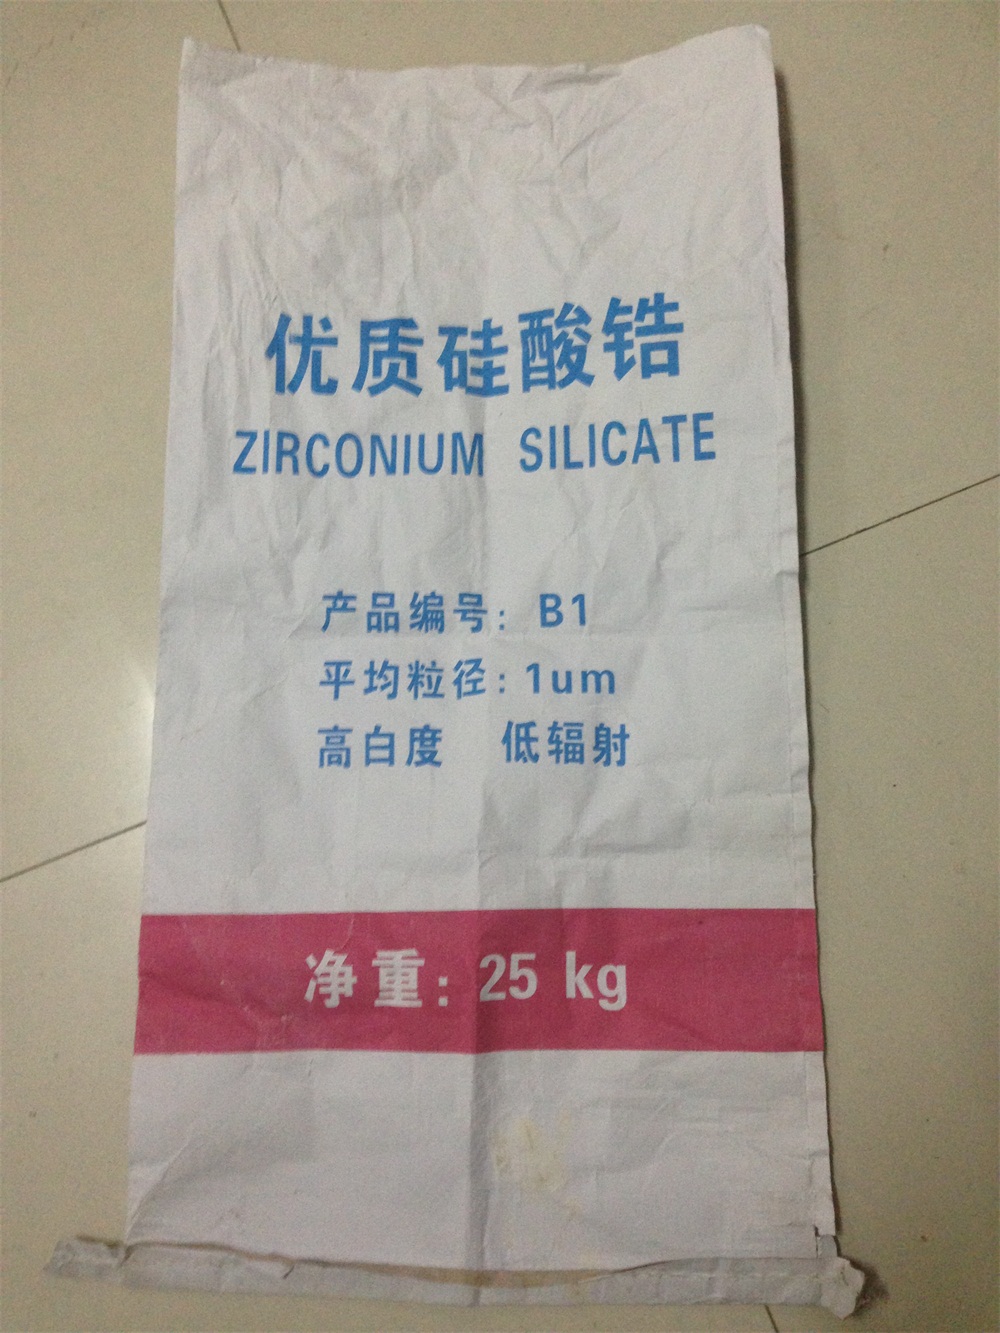 优质硅酸锆
ZIRCONIUM SILICATE
产品编号: B1
平均粒径: 1um
高白度 低辐射
净重: 25 kg